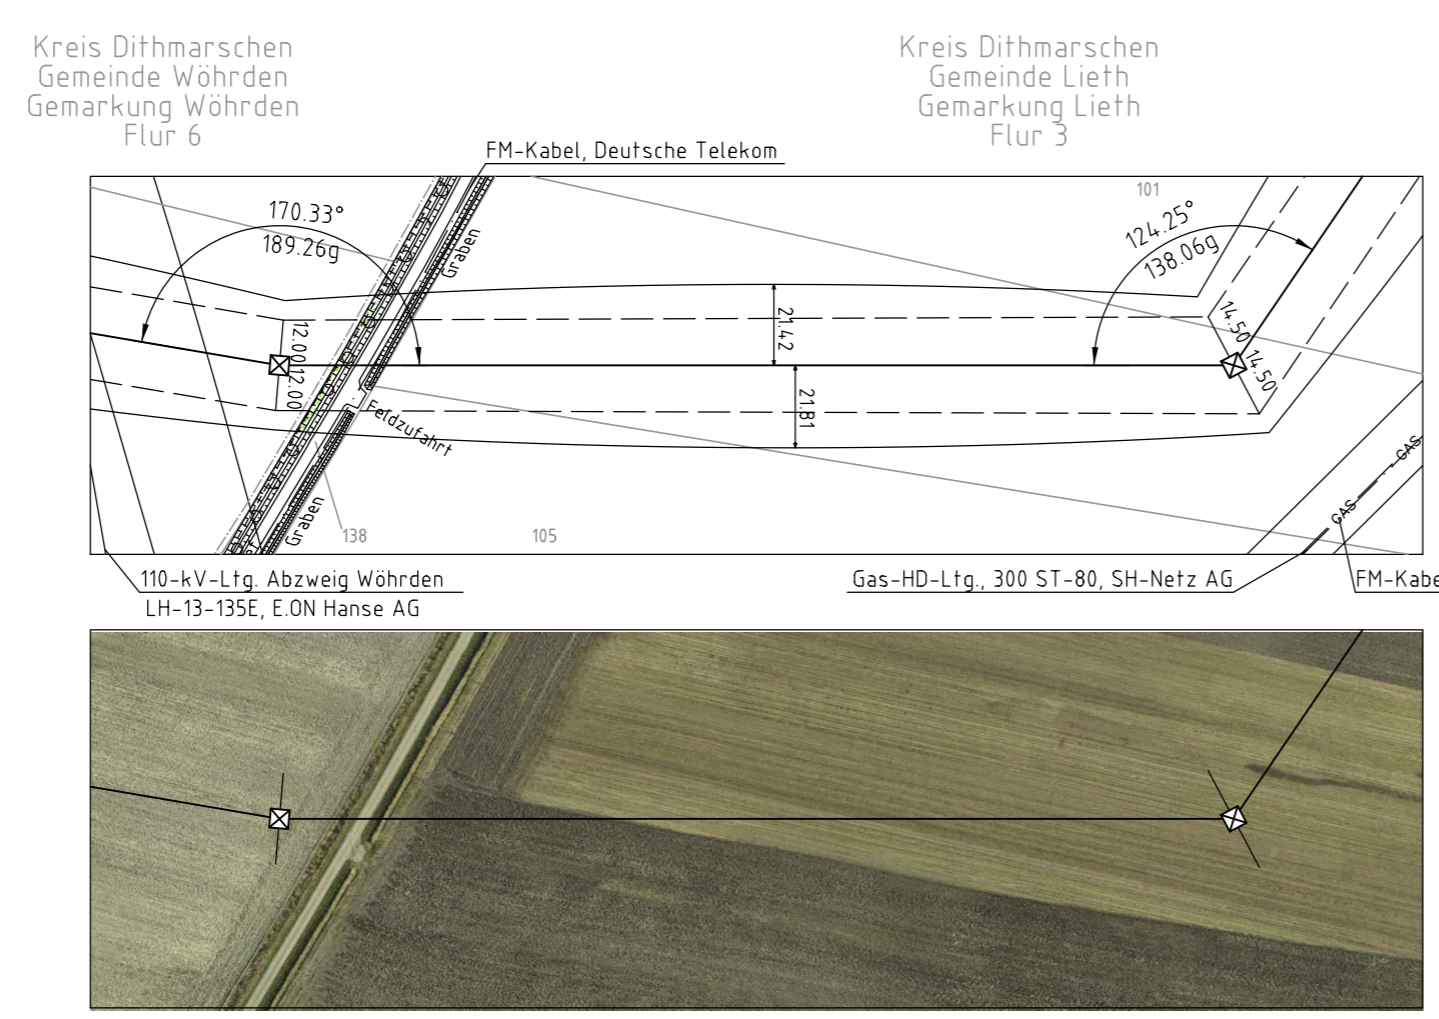 Kreis Dithmarschen
Gemeinde Wöhrden
Gemarkung Wöhrden
Flur 6
Kreis Dithmarschen
Gemeinde Lieth
Gemarkung Lieth
Flur 3
FM-Kabel, Deutsche Telekom
101
170.33°
189.26g
124.25°
138.06g
Graben
12.00
12.00
21.42
14.50
14.50
21.81
Feldzufahrt
Graben
138
105
GAS
GAS
110-kV-Ltg. Abzweig Wöhrden
LH-13-135E, E.ON Hanse AG
Gas-HD-Ltg., 300 ST-80, SH-Netz AG
FM-Kabe